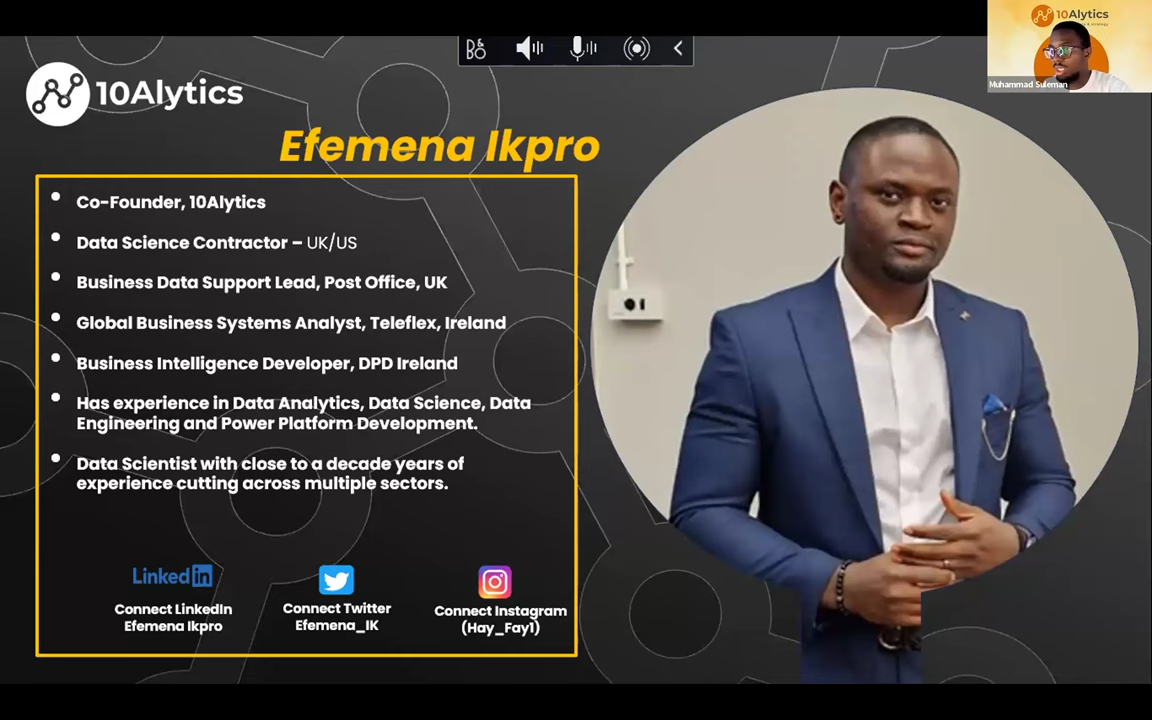 10Alytics
Muhammad Suleman
10Alytics
Efemena Ikpro
Co-Founder, 10Alytics
Data Science Contractor – UK/US
Business Data Support Lead, Post Office, UK
Global Business Systems Analyst, Teleflex, Ireland
Business Intelligence Developer, DPD Ireland
Has experience in Data Analytics, Data Science, Data
Engineering and Power Platform Development.
Data Scientist with close to a decade years of
experience cutting across multiple sectors.
Linked in
Connect LinkedIn
Efemena Ikpro
Connect Twitter
Efemena_IK
Connect Instagram
(Hay_Fay1)